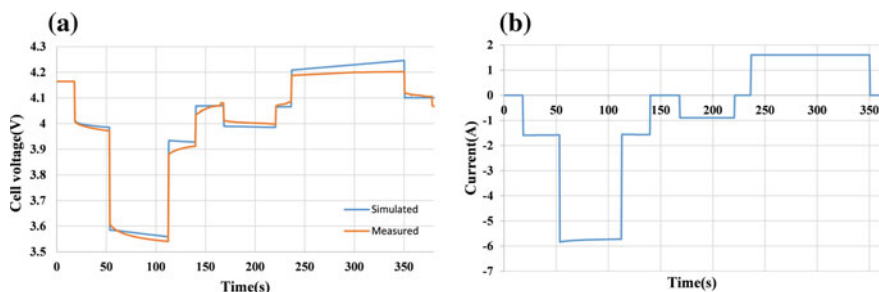 (a)
4.3
4.2
4.1
4
3.9
3.8
3.7
3.6
3.5
Cell voltage(V)
Simulated
Measured
0 50 100 150 200 250 300 350
Time(s)
(b)
2
1
0
-1
-2
-3
-4
-5
-6
-7
Current(A)
0 50 100 150 200 250 300 350
Time(s)